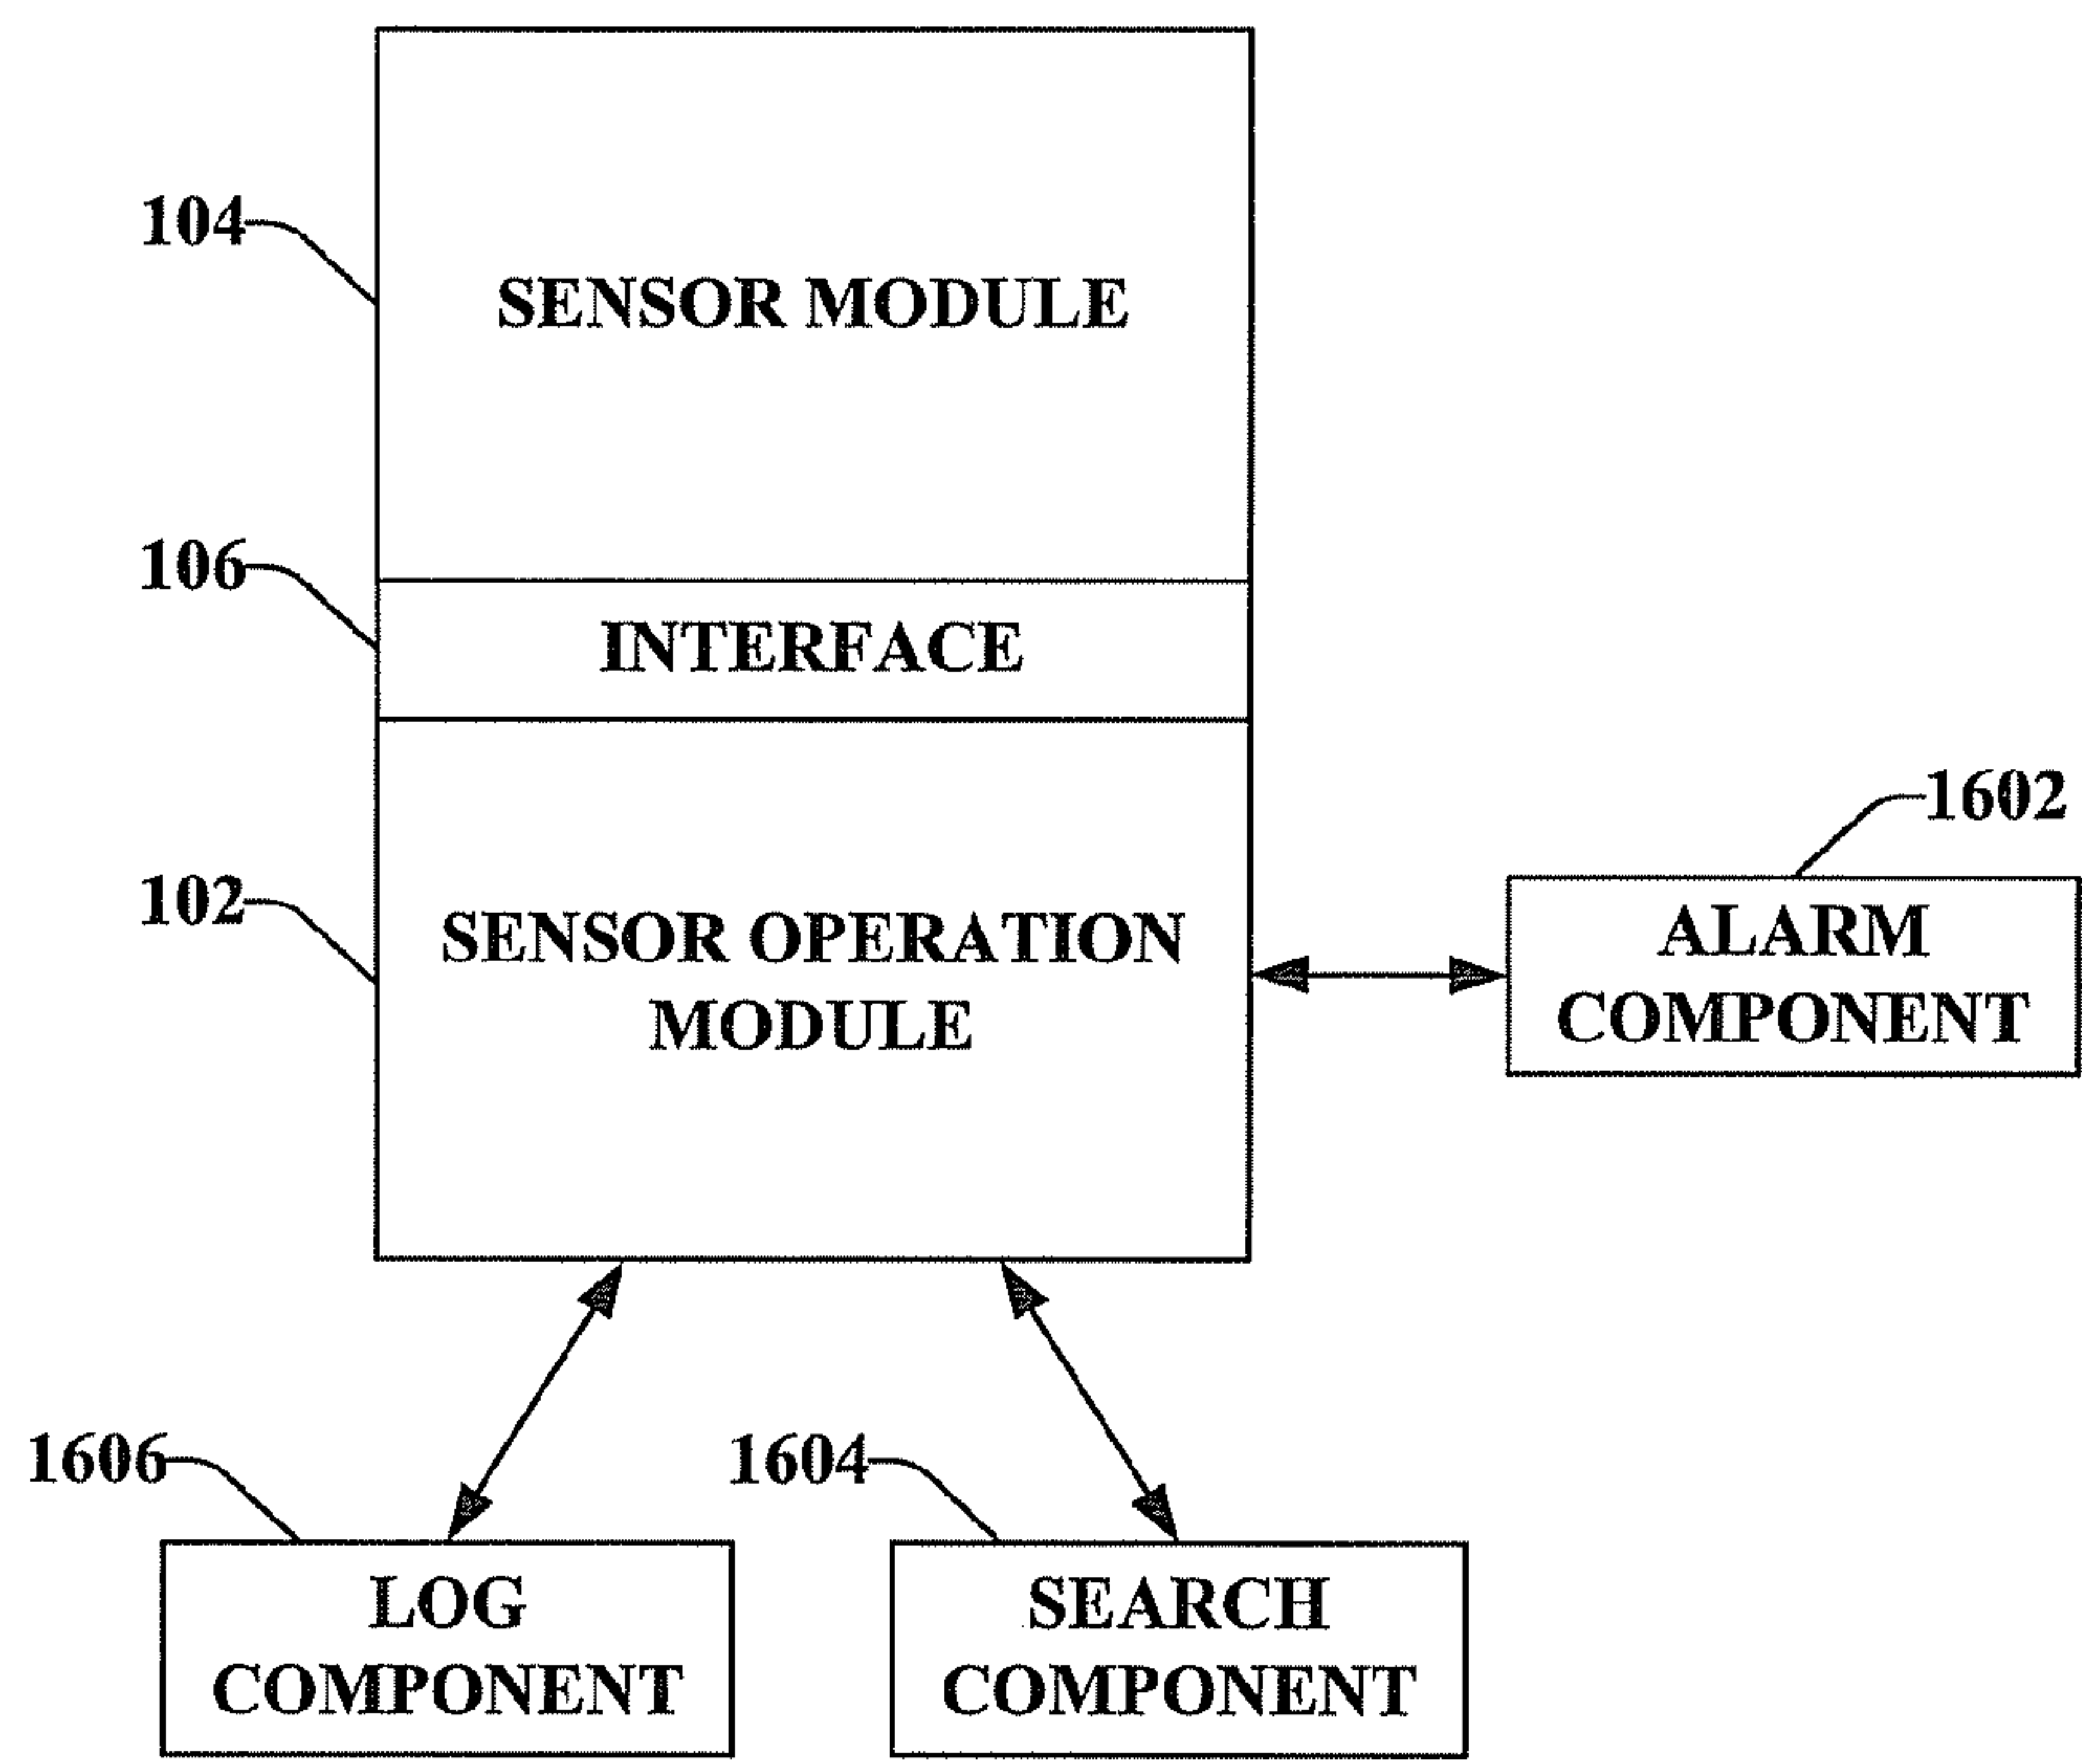 104
SENSOR MODULE
106
INTERFACE
102
SENSOR OPERATION
MODULE
1602
ALARM
COMPONENT
1606
LOG
COMPONENT
1604
SEARCH
COMPONENT